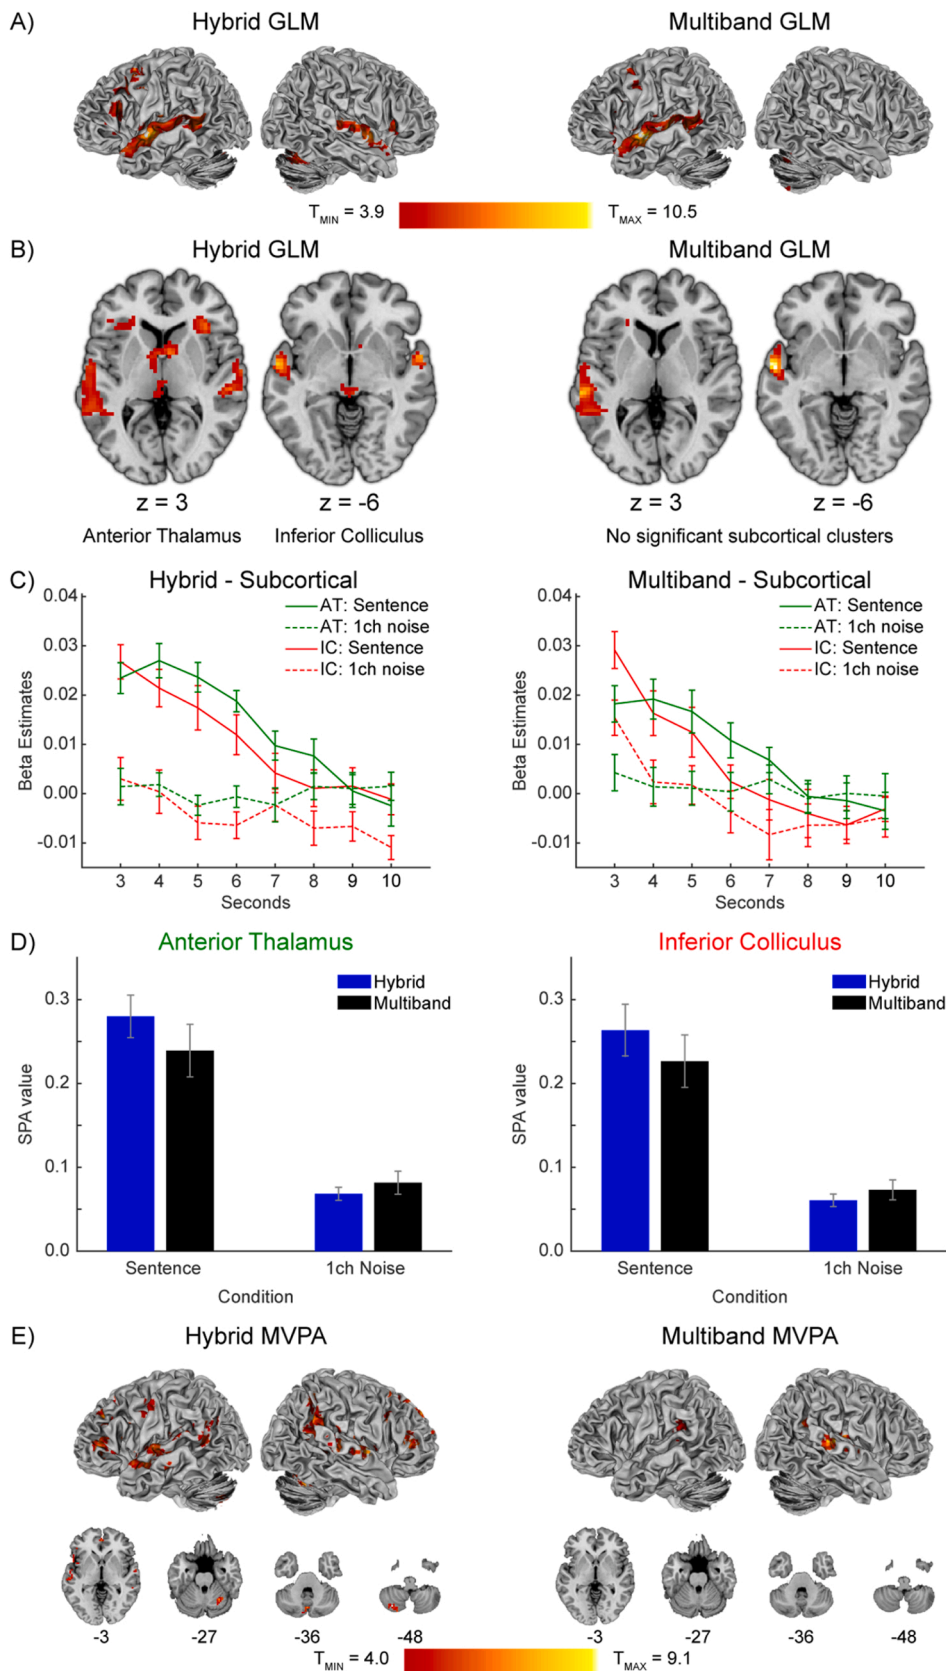 A)
Hybrid GLM
Multiband GLM
TMIN = 3.9
TMAX = 10.5
B)
Hybrid GLM
Multiband GLM
z = 3
z = -6
z = 3
z = -6
Anterior Thalamus
Inferior Colliculus
No significant subcortical clusters
C)
Hybrid - Subcortical
0.04
0.03
0.02
0.01
0.00
-0.01
Beta Estimates
AT: Sentence
AT: 1ch noise
IC: Sentence
IC: 1ch noise
3 4 5 6 7 8 9 10
Seconds
Multiband - Subcortical
0.04
0.03
0.02
0.01
0.00
-0.01
Beta Estimates
AT: Sentence
AT: 1ch noise
IC: Sentence
IC: 1ch noise
3 4 5 6 7 8 9 10
Seconds
D)
Anterior Thalamus
Hybrid
Multiband
0.3
0.2
0.1
0.0
SPA value
Sentence
1ch Noise
Condition
Inferior Colliculus
Hybrid
Multiband
0.3
0.2
0.1
0.0
SPA value
Sentence
1ch Noise
Condition
E)
Hybrid MVPA
Multiband MVPA
-3 -27 -36 -48
-3 -27 -36 -48
TMIN = 4.0
TMAX = 9.1